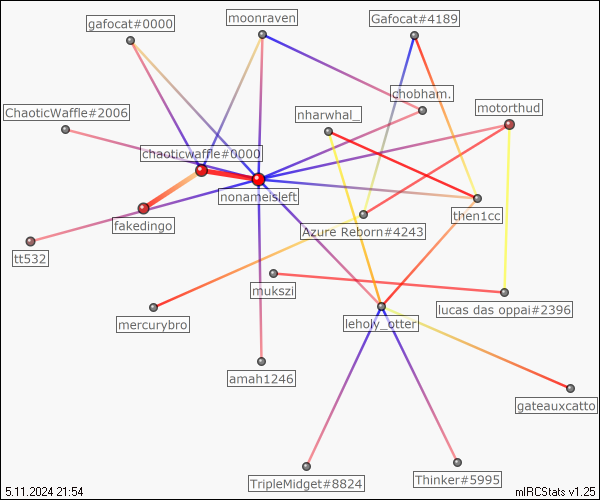 gafocat#0000
moonraven
Gafocat#4189
chobham.
ChaoticWaffle#2006
nharwhal_
motorthud
chaoticwaffle#0000
nonameisleft
fakedingo
Azure Reborn#4243
then1cc
tt532
mukszi
mercurybro
lucas das oppai#2396
leholy_otter
amah1246
gateauxcatto
TripleMidget#8824
Thinker#5995
5.11.2024 21:54
mIRCStats v1.25